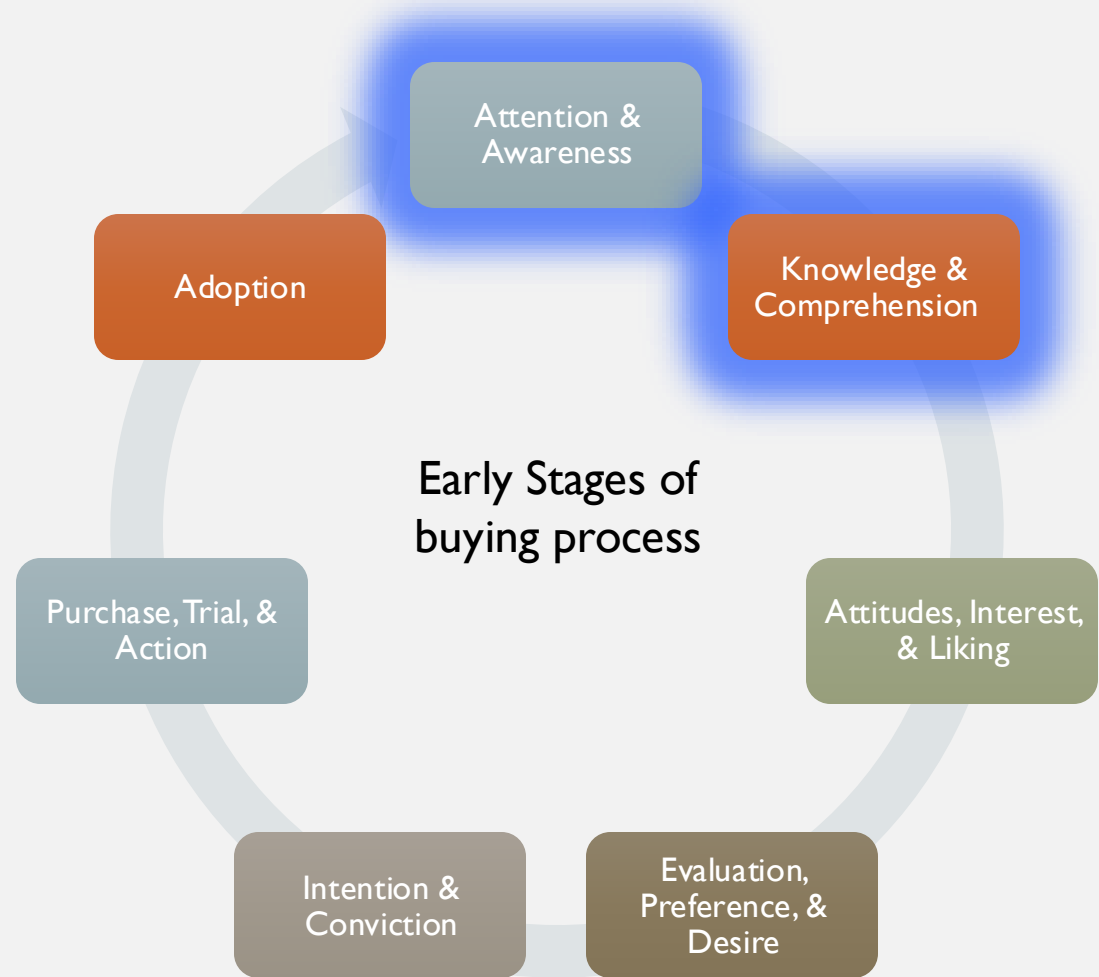 Attention &
Awareness
Knowledge &
Comprehension
Adoption
Early Stages of
buying process
Purchase, Trial, &
Action
Attitudes, Interest,
& Liking
Intention &
Conviction
Evaluation,
Preference, &
Desire